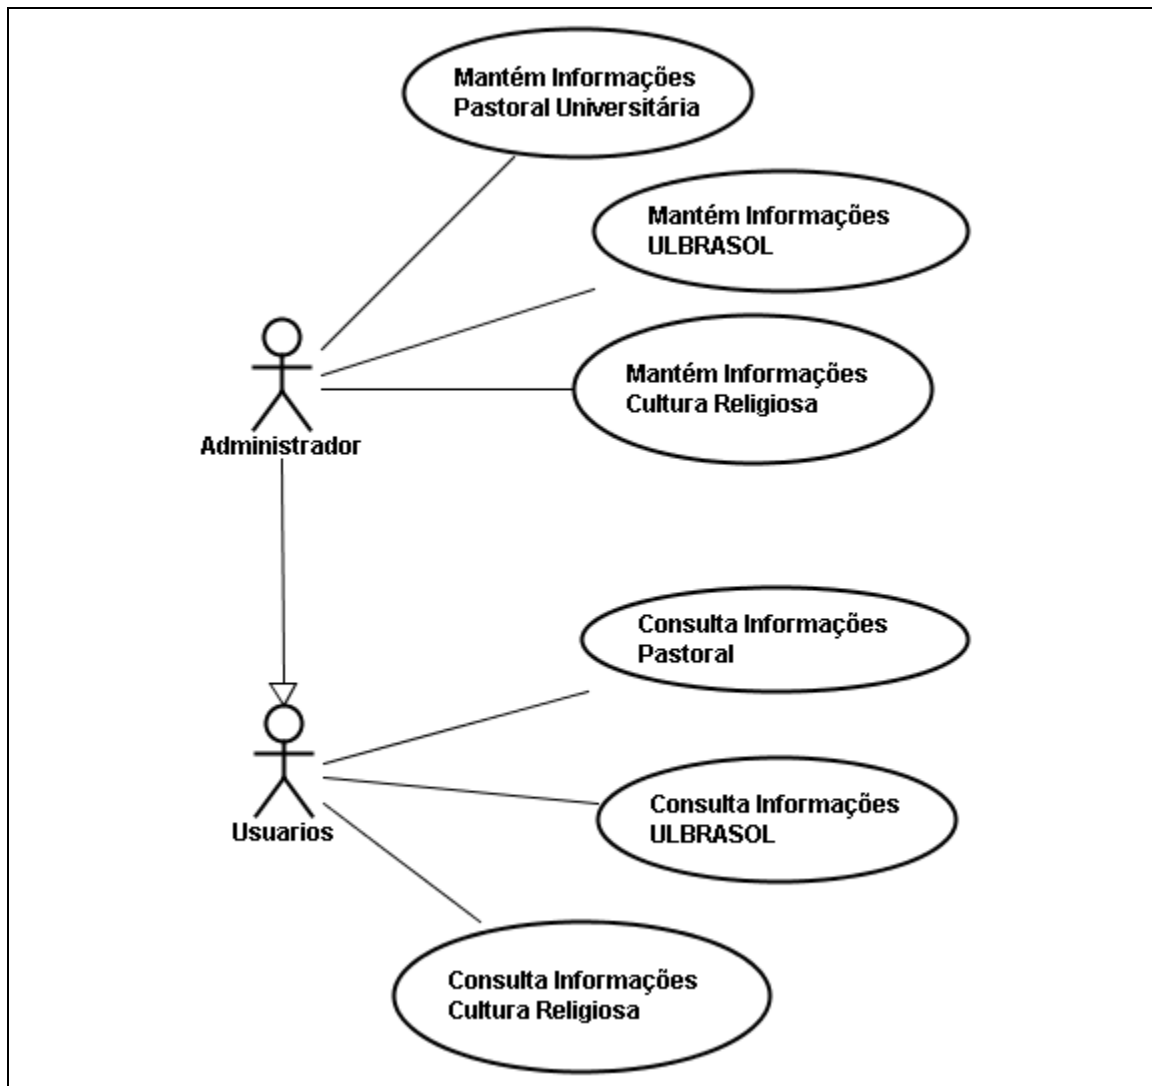 Mantém Informações
Pastoral Universitária
Mantém Informações
ULBRASOL
Mantém Informações
Cultura Religiosa
Administrador
Consulta Informações
Pastoral
Consulta Informações
ULBRASOL
Usuarios
Consulta Informações
Cultura Religiosa